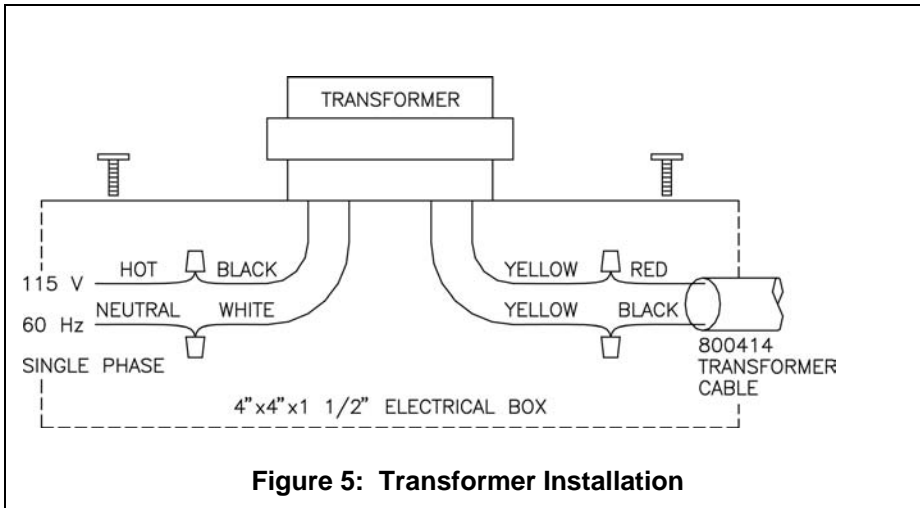 TRANSFORMER
HOT BLACK YELLOW RED
115 V
NEUTRAL WHITE YELLOW BLACK
60 Hz
SINGLE PHASE
800414
TRANSFORMER
CABLE
4”x4”x1 1/2” ELECTRICAL BOX
Figure 5: Transformer Installation